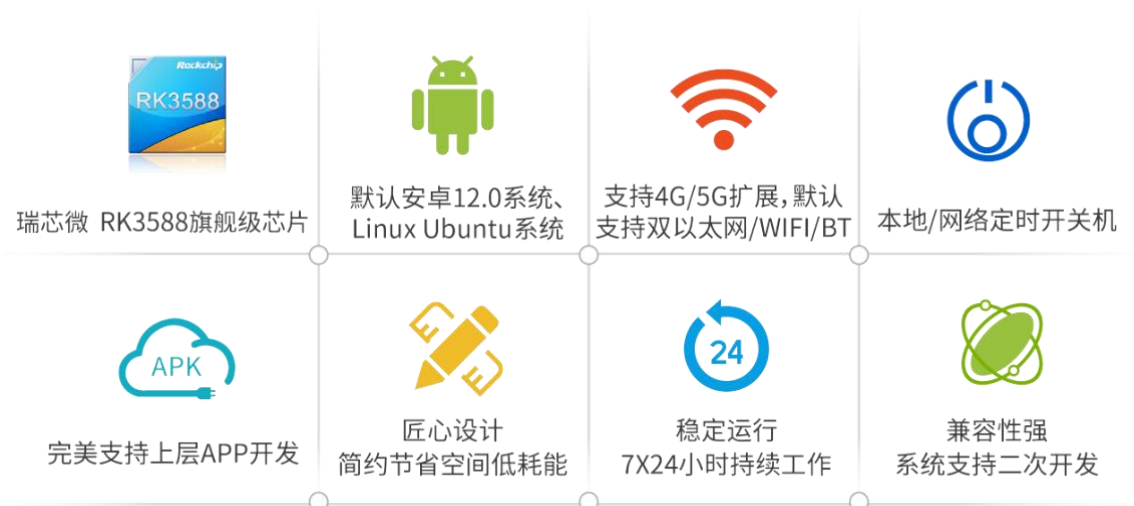 Rockchip
RK3588
瑞芯微 RK3588旗舰级芯片
默认安卓12.0系统、
Linux Ubuntu系统
支持4G/5G扩展,默认
支持双以太网/WIFI/BT
本地/网络定时开关机
APK
完美支持上层APP开发
匠心设计
简约节省空间低耗能
24
稳定运行
7X24小时持续工作
兼容性强
系统支持二次开发